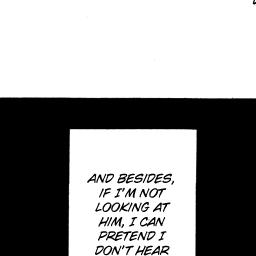 AND BESIDES,
IF I'M NOT
LOOKING AT
HIM, I CAN
PRETEND I
DON'T HEAR